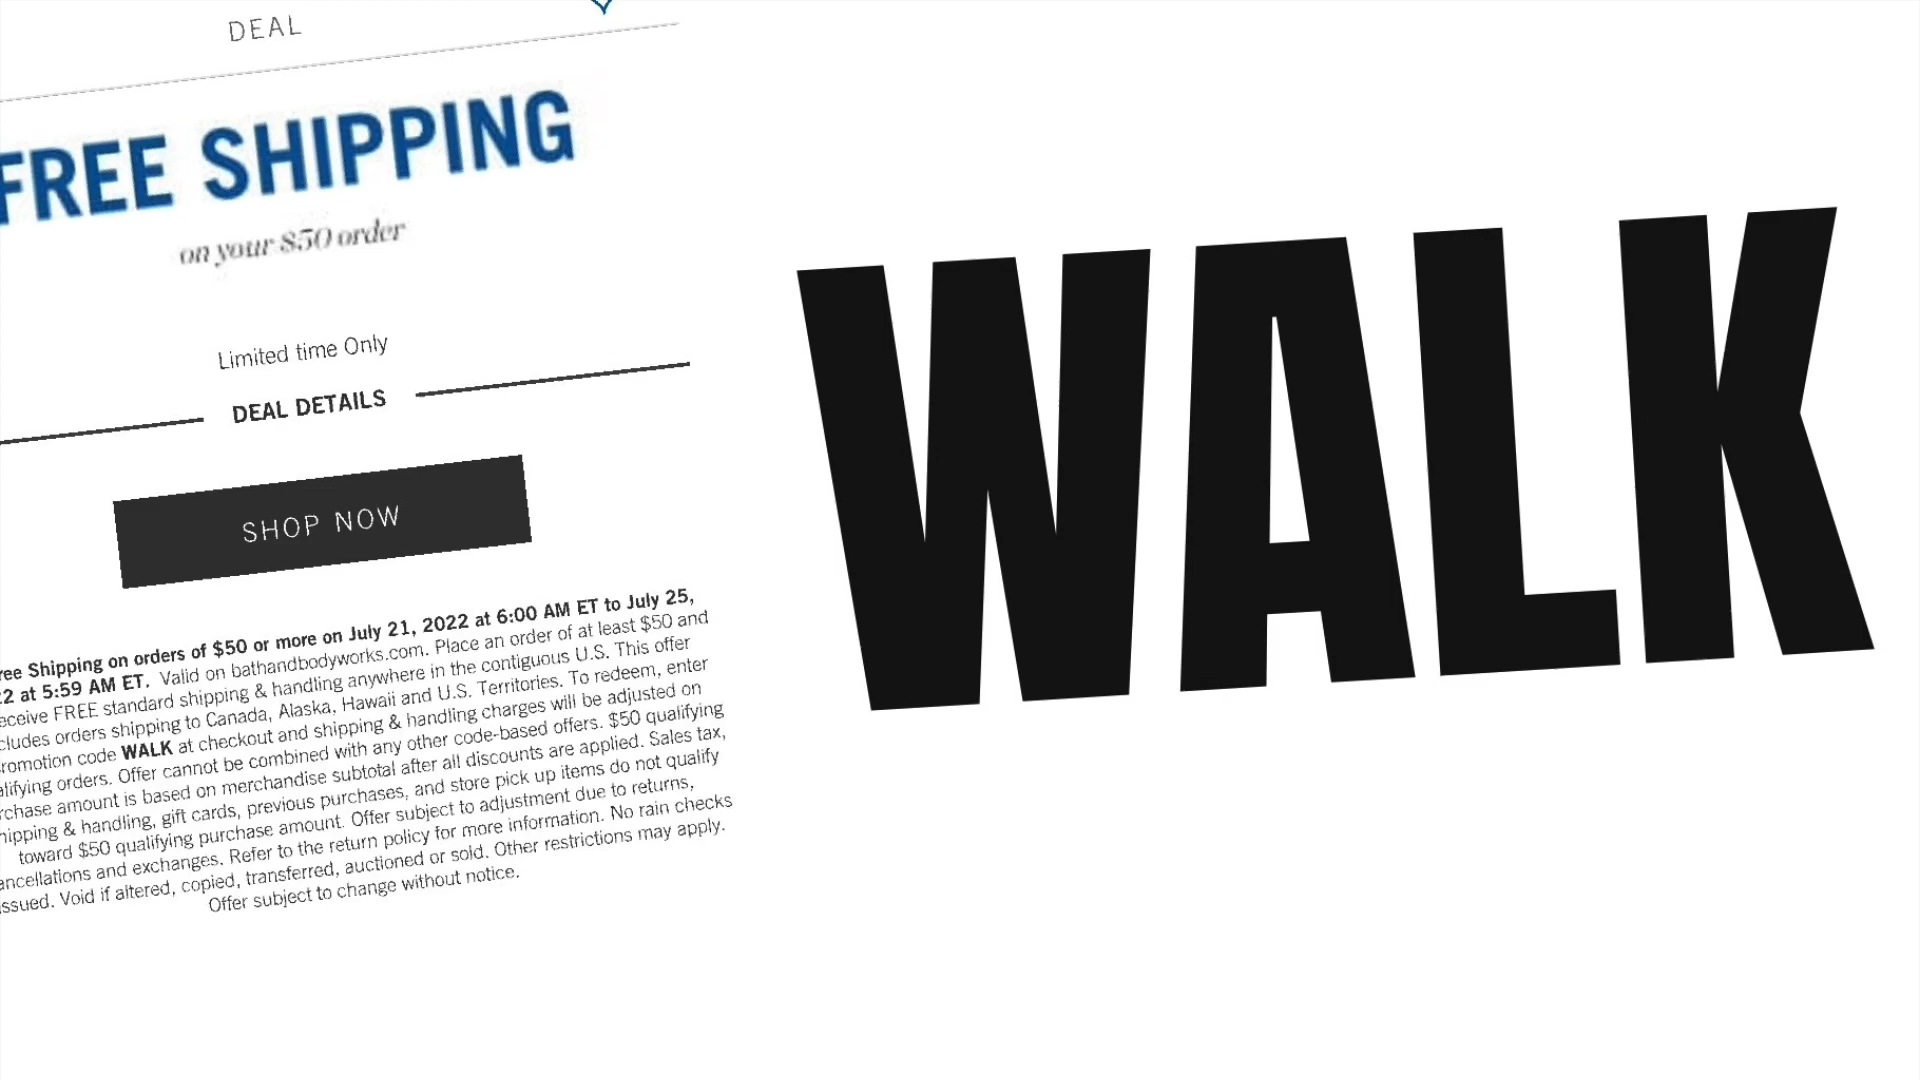 DEAL
FREE SHIPPING
on your $50 order
Limited time Only
DEAL DETAILS
SHOP NOW
ree Shipping on orders of $50 or more on July 21, 2022 at 6:00 AM ET to July 25,
22 at 5:59 AM ET. Valid on bathandbodyworks.com. Place an order of at least $50 and
eceive FREE standard shipping & handling anywhere in the contiguous U.S. This offer
cludes orders shipping to Canada, Alaska, Hawaii and U.S. Territories. To redeem, enter
romotion code WALK at checkout and shipping & handling charges will be adjusted on
alifying orders. Offer cannot be combined with any other code-based offers. $50 qualifying
rchase amount is based on merchandise subtotal after all discounts are applied. Sales tax,
hipping & handling, gift cards, previous purchases, and store pick up items do not qualify
toward $50 qualifying purchase amount. Offer subject to adjustment due to returns,
ancellations and exchanges. Refer to the return policy for more information. No rain checks
issued. Void if altered, copied, transferred, auctioned or sold. Other restrictions may apply.
Offer subject to change without notice.
WALK